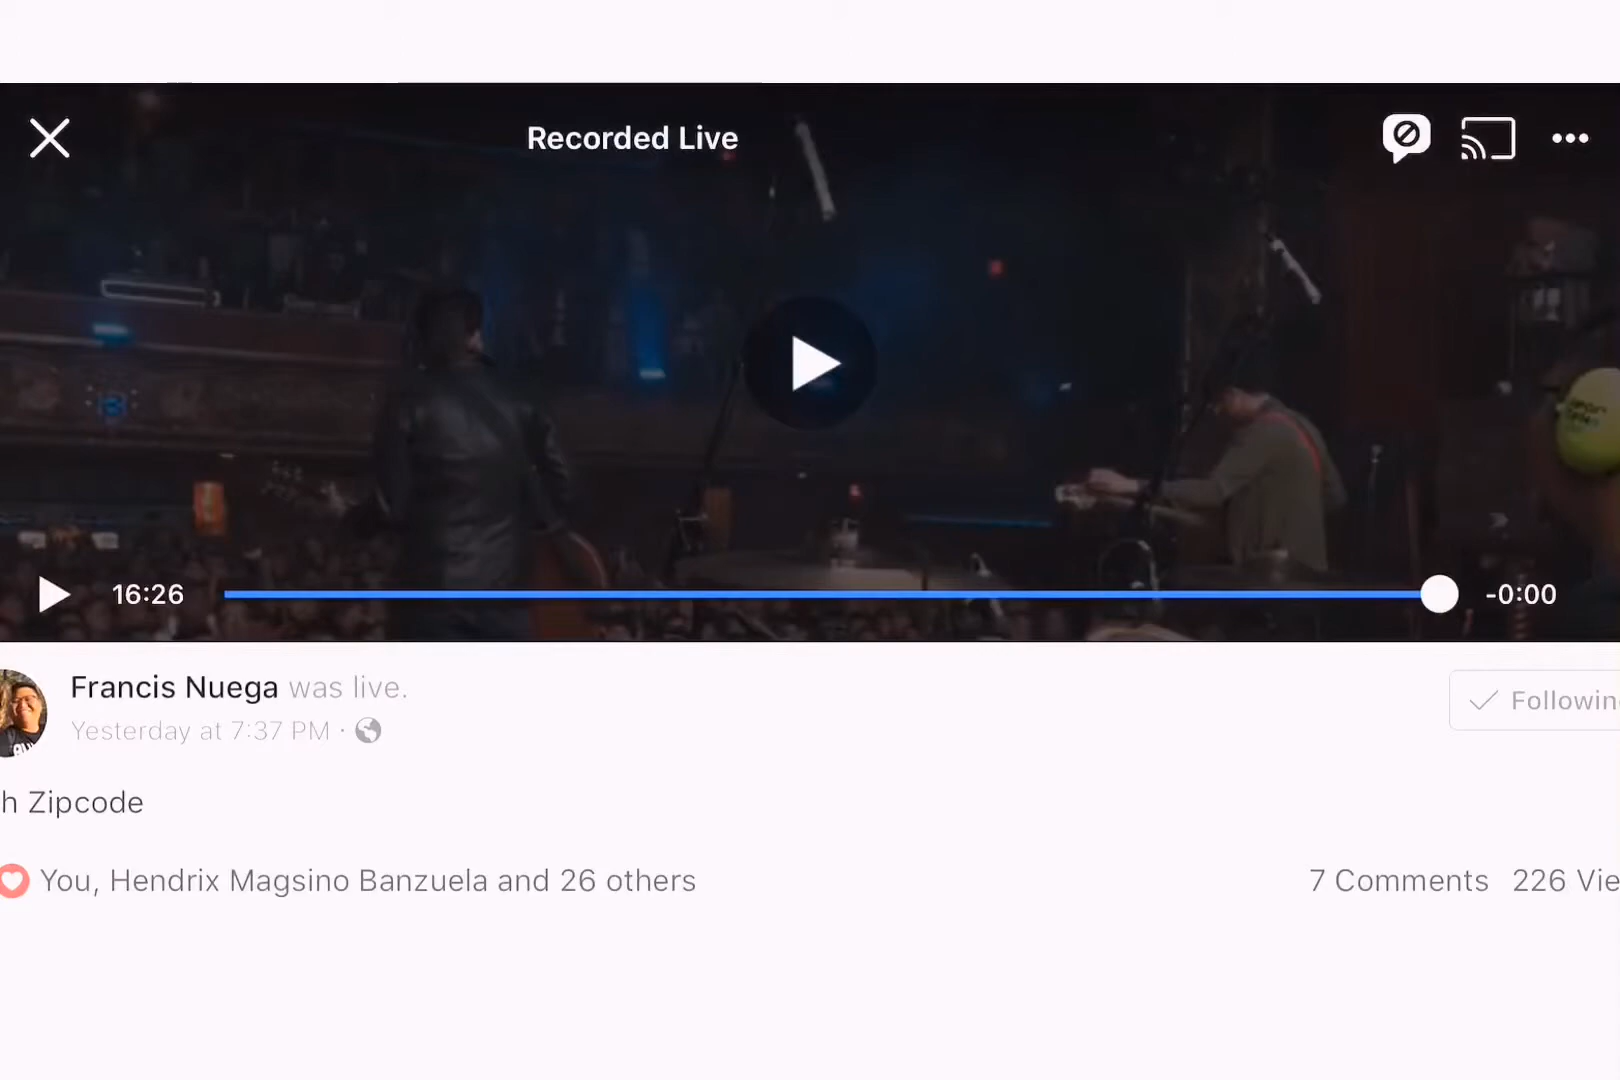 Recorded Live
16:26
-0:00
Francis Nuega was live.
Yesterday at 7:37 PM ·
Followin
h Zipcode
You, Hendrix Magsino Banzuela and 26 others
7 Comments 226 Vie